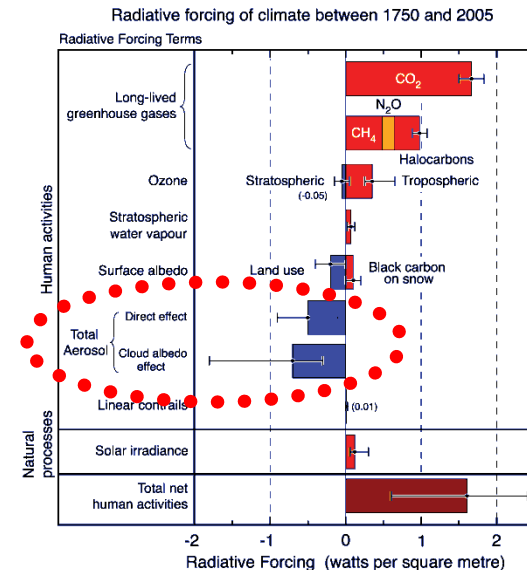 Radiative forcing of climate between 1750 and 2005
Radiative Forcing Terms
Human activities
Long-lived
greenhouse gases
CO₂
N₂O
CH₄
Halocarbons
Ozone
Stratospheric
(-0.05)
Tropospheric
Stratospheric
water vapour
Surface albedo
Land use
Black carbon
on snow
Total
Aerosol
Direct effect
Cloud albedo
effect
Linear contrails
(0.01)
Natural
processes
Solar irradiance
Total net
human activities
-2 -1 0 1 2
Radiative Forcing (watts per square metre)